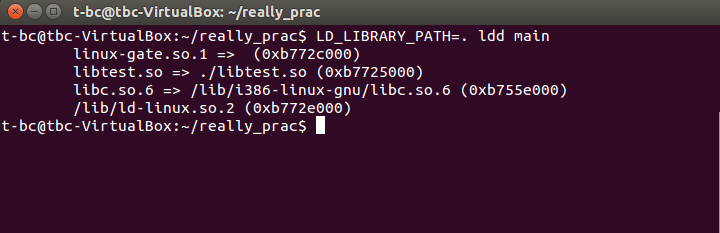 t-bc@tbc-VirtualBox: ~/really_prac
t-bc@tbc-VirtualBox:~/really_prac$ LD_LIBRARY_PATH=. ldd main
        linux-gate.so.1 =>  (0xb772c000)
        libtest.so => ./libtest.so (0xb7725000)
        libc.so.6 => /lib/i386-linux-gnu/libc.so.6 (0xb755e000)
        /lib/ld-linux.so.2 (0xb772e000)
t-bc@tbc-VirtualBox:~/really_prac$